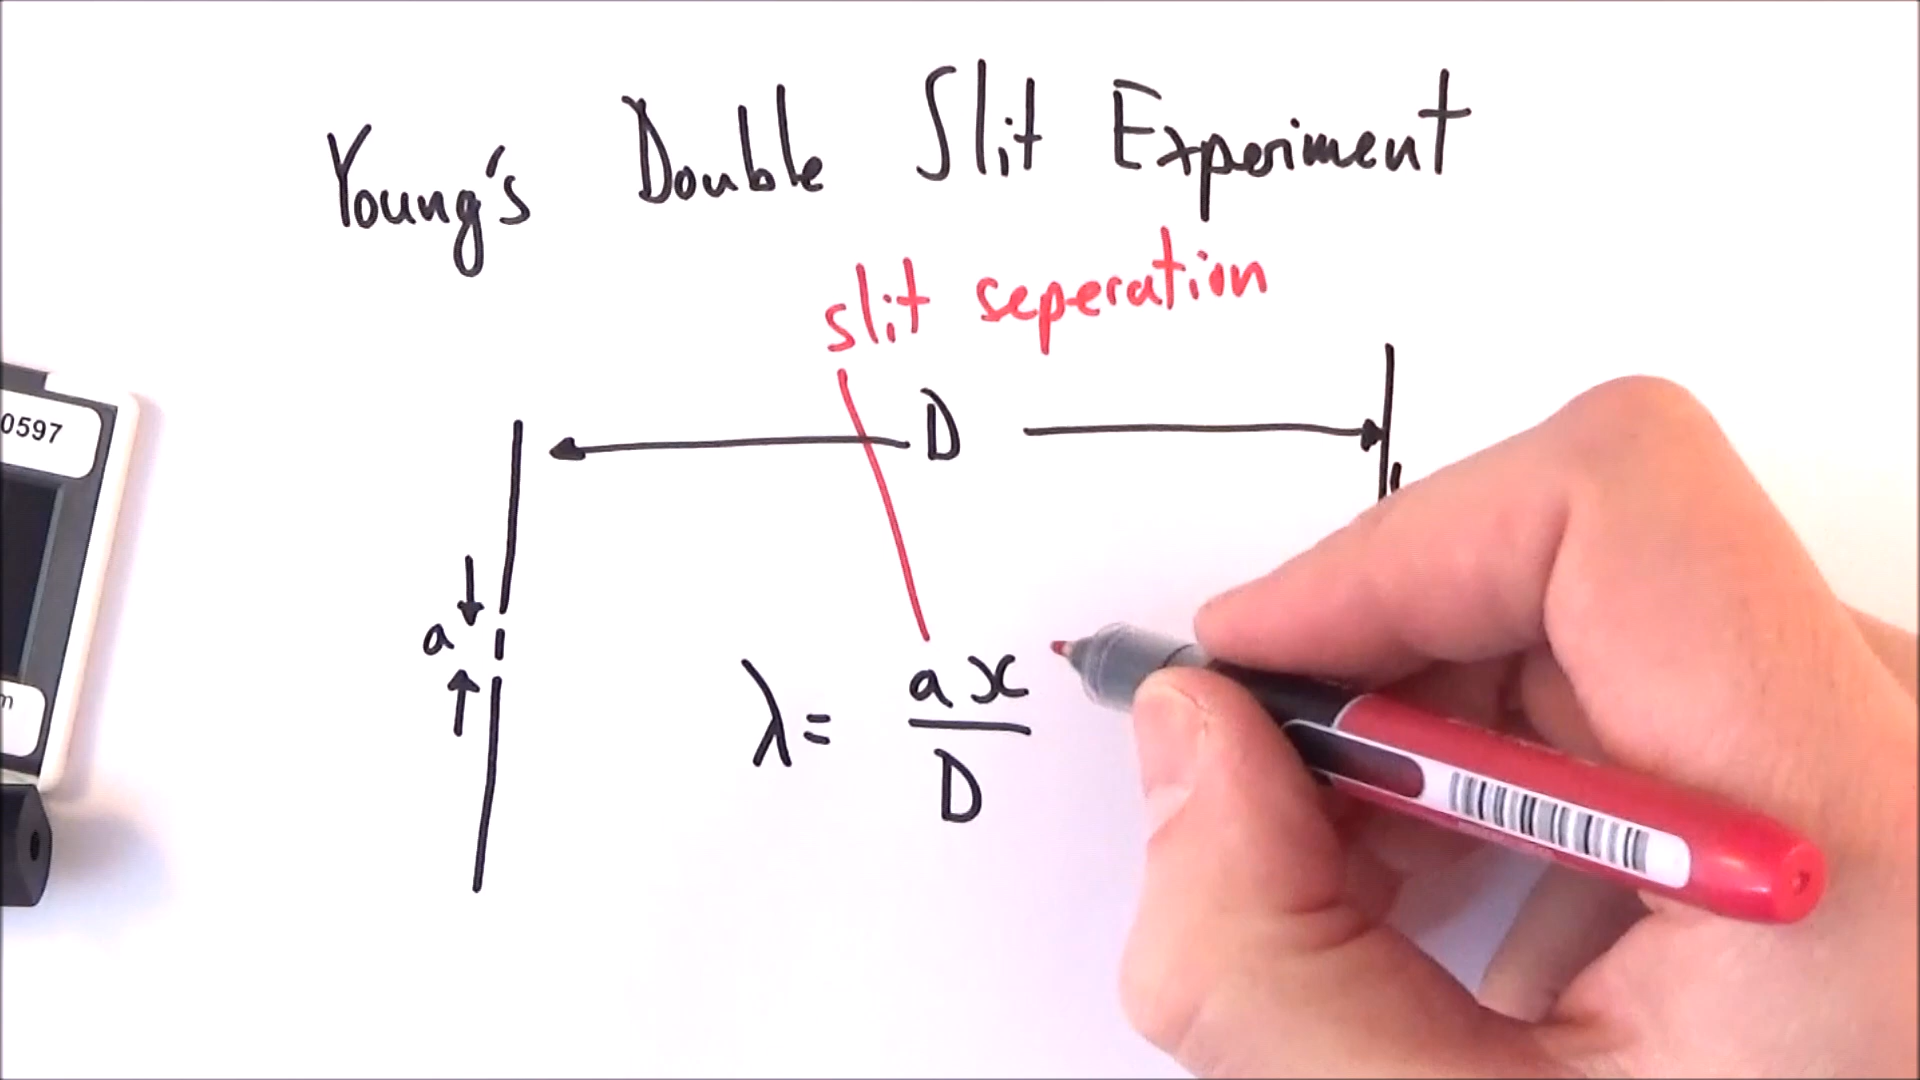 Young's Double Slit Experiment
slit seperation
0597
D
a
λ = ax
D
m